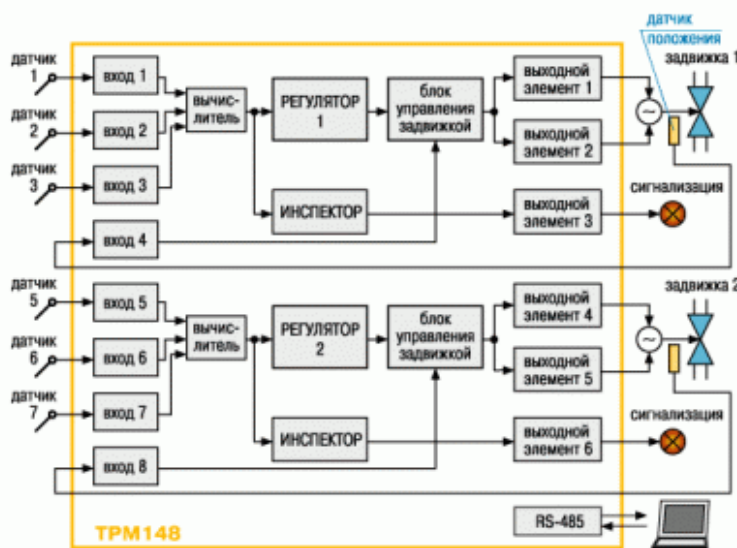 датчик
положения
задвижка 1
датчик
1
вход 1
вычис-
литель
РЕГУЛЯТОР
1
блок
управления
задвижкой
выходной
элемент 1
датчик
2
вход 2
выходной
элемент 2
датчик
3
вход 3
ИНСПЕКТОР
выходной
элемент 3
сигнализация
вход 4
датчик
5
вход 5
вычис-
литель
РЕГУЛЯТОР
2
блок
управления
задвижкой
выходной
элемент 4
задвижка 2
датчик
6
вход 6
выходной
элемент 5
датчик
7
вход 7
ИНСПЕКТОР
выходной
элемент 6
сигнализация
вход 8
RS-485
ТРМ148